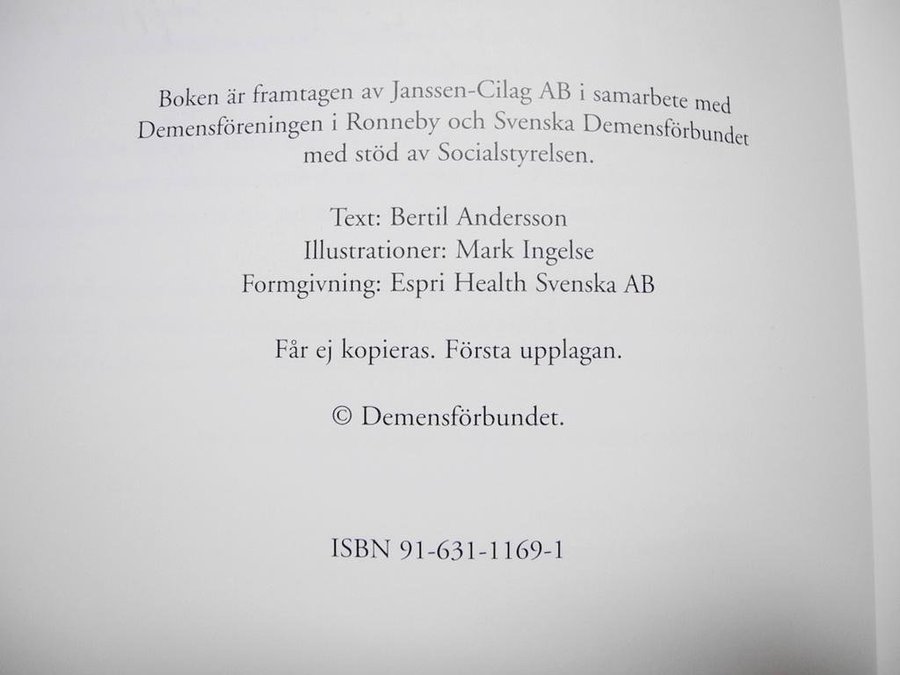 Boken är framtagen av Janssen-Cilag AB i samarbete med
Demensföreningen i Ronneby och Svenska Demensförbundet
med stöd av Socialstyrelsen.
Text: Bertil Andersson
Illustrationer: Mark Ingelse
Formgivning: Espri Health Svenska AB
Får ej kopieras. Första upplagan.
© Demensförbundet.
ISBN 91-631-1169-1